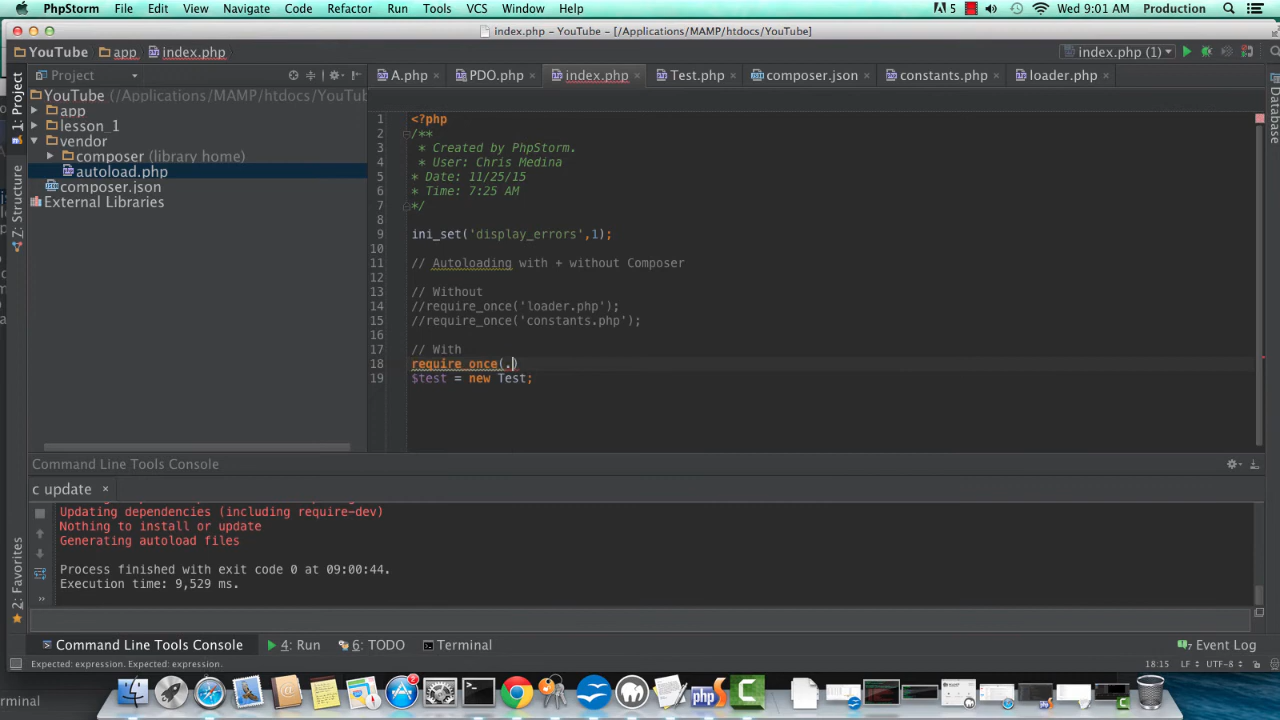 PhpStorm File Edit View Navigate Code Refactor Run Tools VCS Window Help 5 Wed 9:01 AM Production
index.php - YouTube - [/Applications/MAMP/htdocs/YouTube]
YouTube app index.php index.php (1)
Project A.php PDO.php index.php Test.php composer.json constants.php loader.php
YouTube (/Applications/MAMP/htdocs/YouTub
app
lesson_1
vendor
composer (library home)
autoload.php
composer.json
External Libraries
1: Project
Z: Structure
2: Favorites
Database
1 <?php
2 /**
3 * Created by PhpStorm.
4 * User: Chris Medina
5 * Date: 11/25/15
6 * Time: 7:25 AM
7 */
8
9 ini_set('display_errors',1);
10
11 // Autoloading with + without Composer
12
13 // Without
14 //require_once('loader.php');
15 //require_once('constants.php');
16
17 // With
18 require_once(.)
19 $test = new Test;
Command Line Tools Console
c update
Updating dependencies (including require-dev)
Nothing to install or update
Generating autoload files
Process finished with exit code 0 at 09:00:44.
Execution time: 9,529 ms.
»
Command Line Tools Console 4: Run 6: TODO Terminal Event Log
Expected: expression. Expected: expression. 18:15 LF UTF-8
erminal
2
php